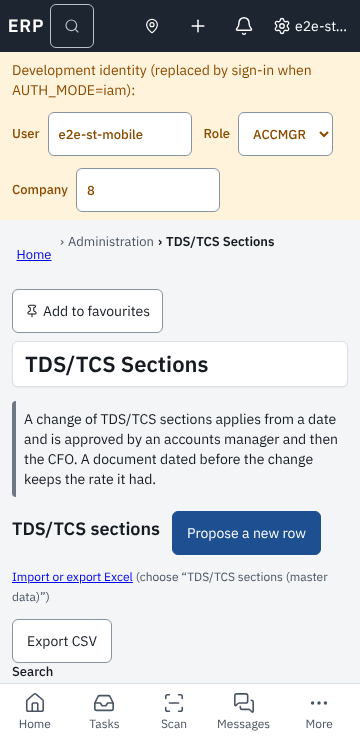 ERP
e2e-st...
Development identity (replaced by sign-in when
AUTH_MODE=iam):
User e2e-st-mobile Role ACCMGR
Company 8
Home › Administration › TDS/TCS Sections
Add to favourites
TDS/TCS Sections
A change of TDS/TCS sections applies from a date
and is approved by an accounts manager and then
the CFO. A document dated before the change
keeps the rate it had.
TDS/TCS sections Propose a new row
Import or export Excel (choose “TDS/TCS sections (master
data)”)
Export CSV
Search
Home Tasks Scan Messages More